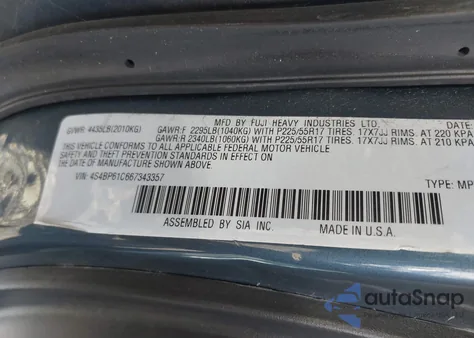 MFD BY FUJI HEAVY INDUSTRIES LTD.
GVWR: 4435LB(2010KG) GAWR:F 2295LB(1040KG) WITH P225/55R17 TIRES. 17X7JJ RIMS. AT 220 KPA
GAWR:R 2340LB(1060KG) WITH P225/55R17 TIRES. 17X7JJ RIMS. AT 210 KPA
THIS VEHICLE CONFORMS TO ALL APPLICABLE FEDERAL MOTOR VEHICLE
SAFETY AND THEFT PREVENTION STANDARDS IN EFFECT ON
THE DATE OF MANUFACTURE SHOWN ABOVE.
VIN: 4S4BP61C667343357 TYPE: MP
ASSEMBLED BY SIA INC. MADE IN U.S.A.
autoSnap